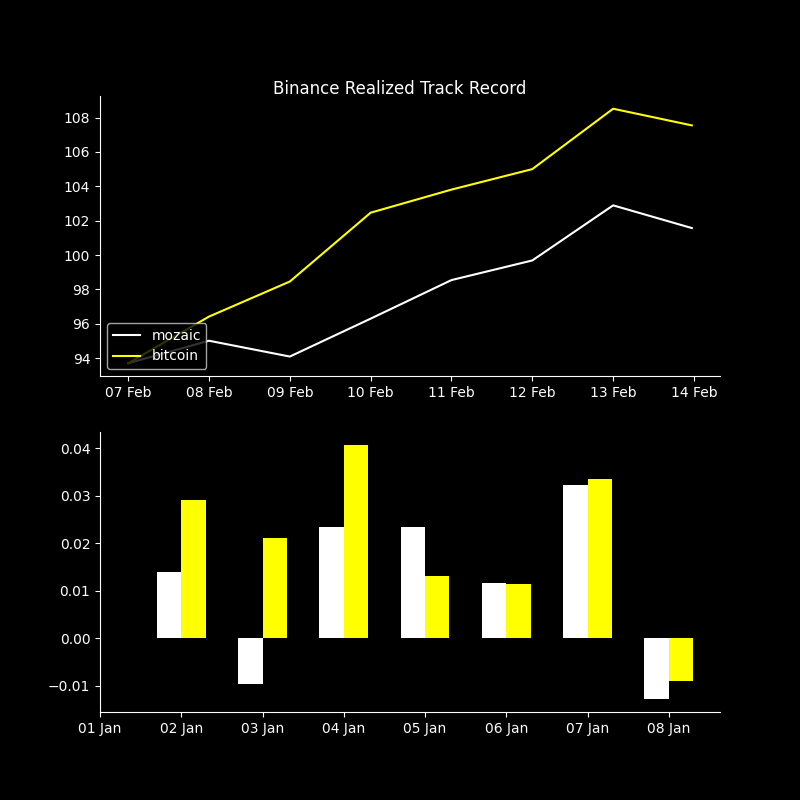 Binance Realized Track Record
108
106
104
102
100
98
96
94
mozaic
bitcoin
07 Feb 08 Feb 09 Feb 10 Feb 11 Feb 12 Feb 13 Feb 14 Feb
0.04
0.03
0.02
0.01
0.00
−0.01
01 Jan 02 Jan 03 Jan 04 Jan 05 Jan 06 Jan 07 Jan 08 Jan